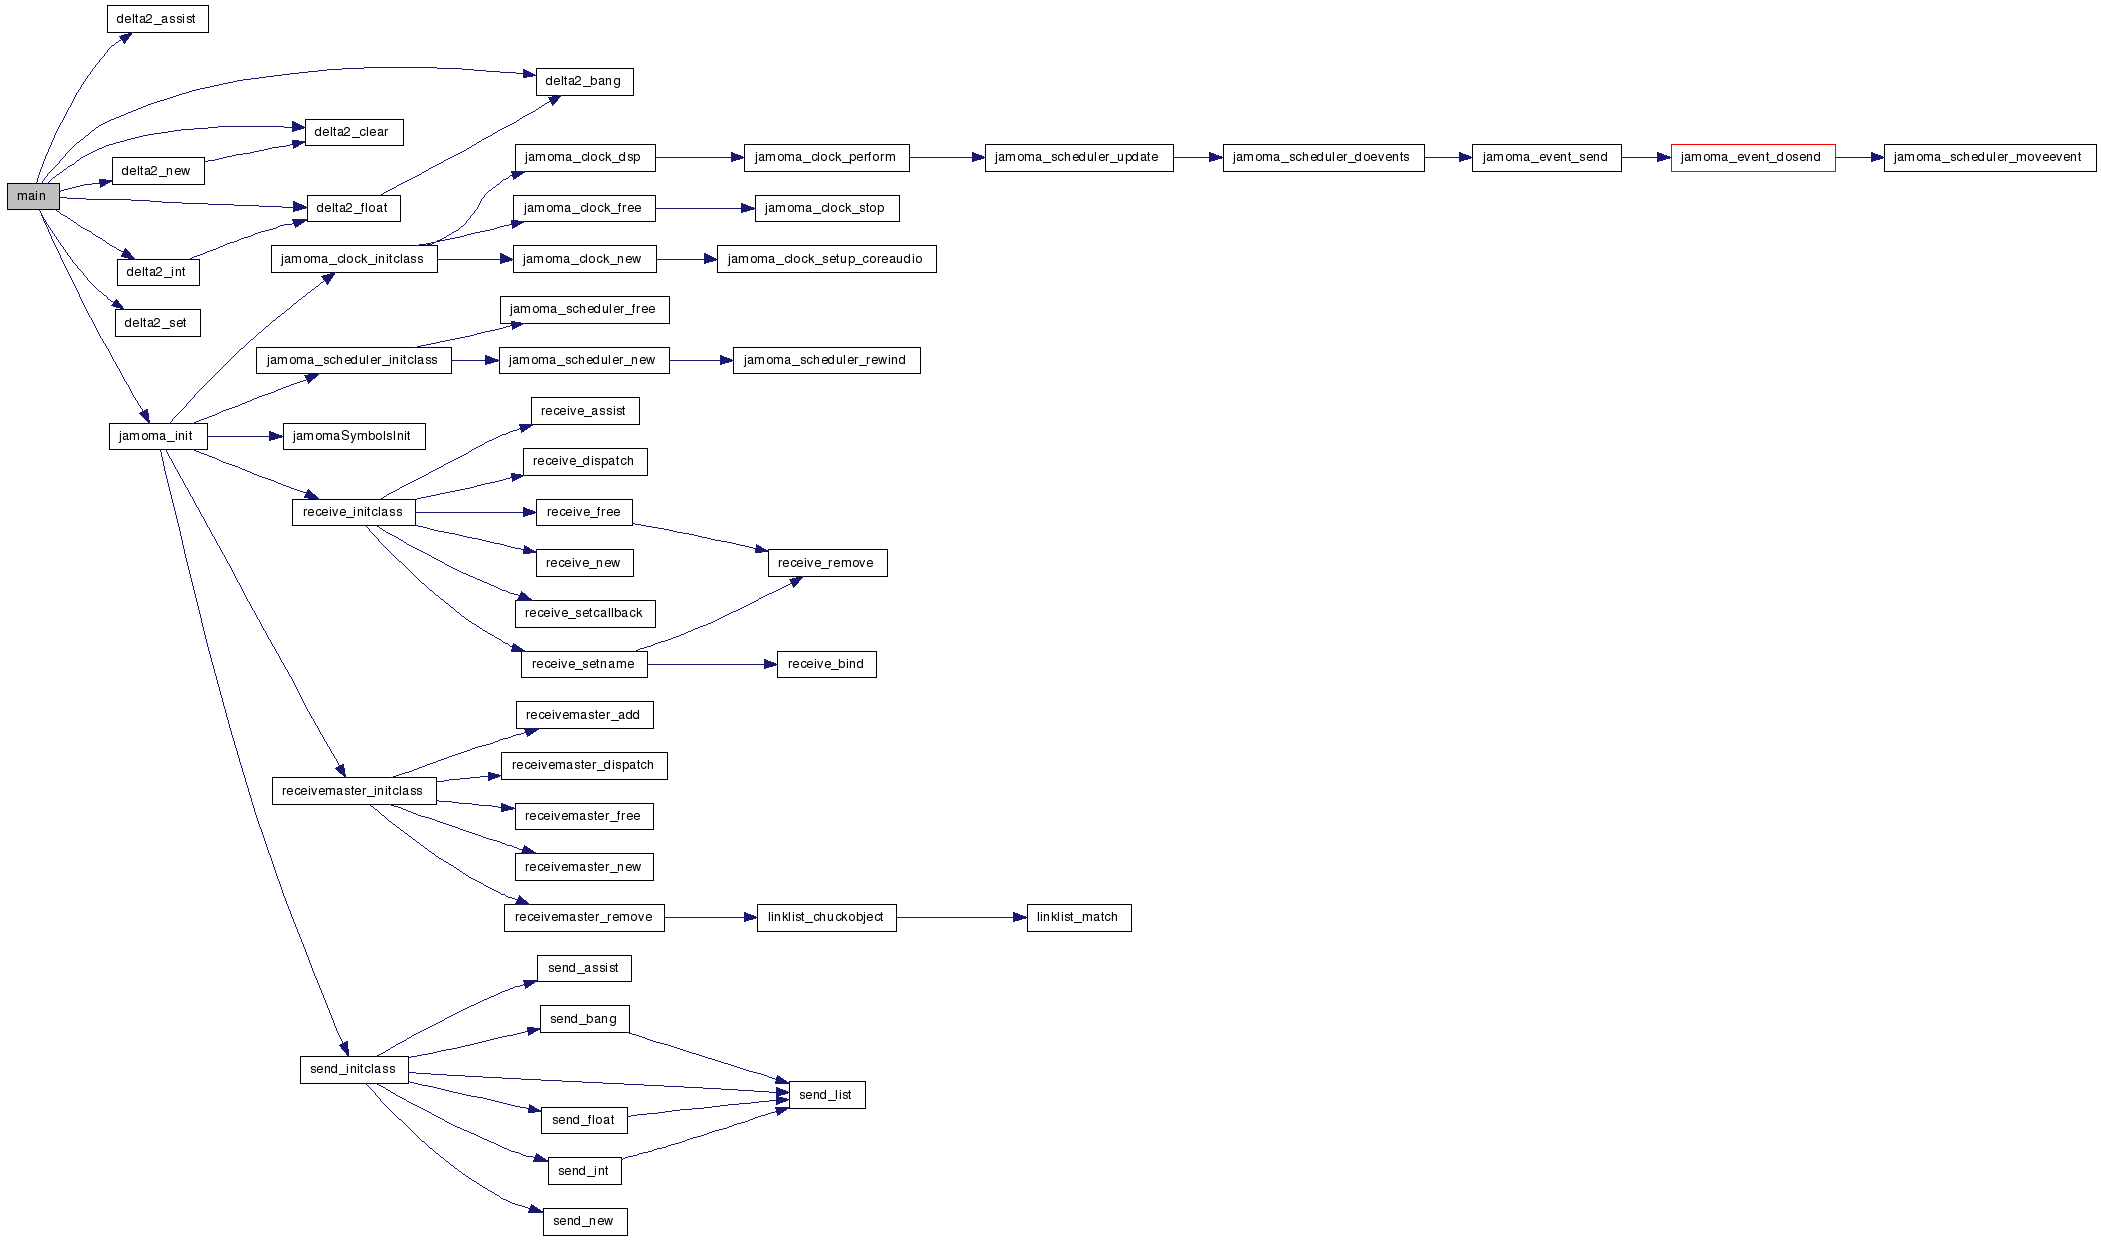 delta2_assist
delta2_bang
delta2_clear
jamoma_clock_dsp
jamoma_clock_perform
jamoma_scheduler_update
jamoma_scheduler_doevents
jamoma_event_send
jamoma_event_dosend
jamoma_scheduler_moveevent
delta2_new
main
delta2_float
jamoma_clock_free
jamoma_clock_stop
jamoma_clock_initclass
jamoma_clock_new
jamoma_clock_setup_coreaudio
delta2_int
jamoma_scheduler_free
delta2_set
jamoma_scheduler_initclass
jamoma_scheduler_new
jamoma_scheduler_rewind
receive_assist
jamoma_init
jamomaSymbolsInit
receive_dispatch
receive_initclass
receive_free
receive_new
receive_remove
receive_setcallback
receive_setname
receive_bind
receivemaster_add
receivemaster_dispatch
receivemaster_initclass
receivemaster_free
receivemaster_new
receivemaster_remove
linklist_chuckobject
linklist_match
send_assist
send_bang
send_initclass
send_list
send_float
send_int
send_new